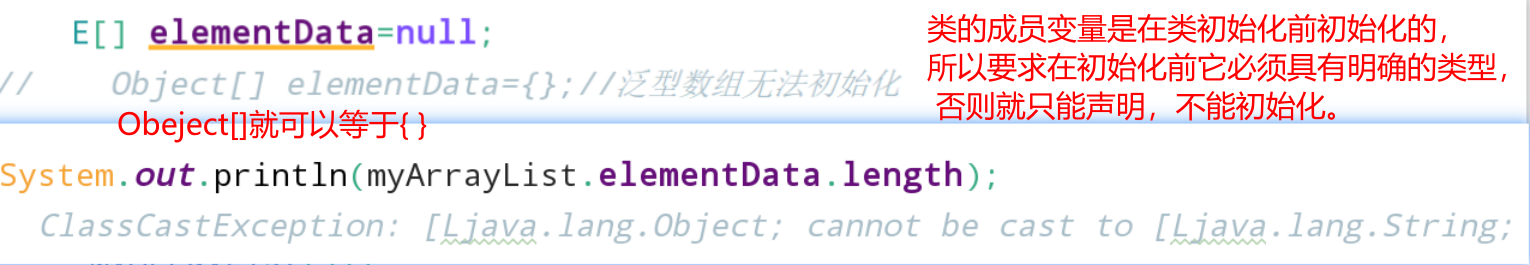 E[] elementData=null;
类的成员变量是在类初始化前初始化的，
所以要求在初始化前它必须具有明确的类型，
否则就只能声明，不能初始化。
// Object[] elementData={};//泛型数组无法初始化
Obeject[]就可以等于{ }
System.out.println(myArrayList.elementData.length);
ClassCastException: [Ljava.lang.Object; cannot be cast to [Ljava.lang.String;